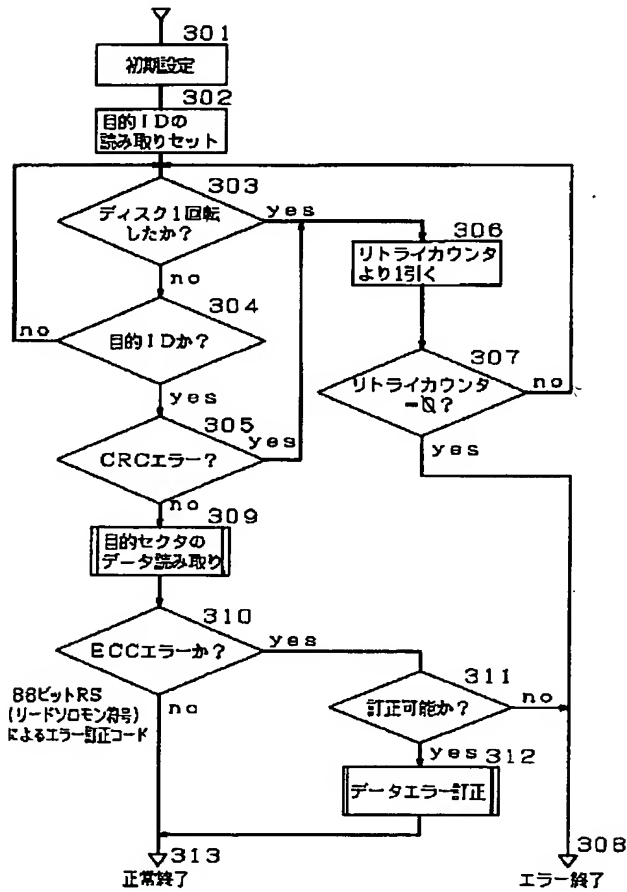 301
初期設定
302
目的IDの
読み取りセット
303
ディスク1回転
したか?
yes
no
304
目的IDか?
no
yes
305
CRCエラー?
yes
no
306
リトライカウンタ
より1引く
307
リトライカウンタ
=0?
no
yes
309
目的セクタの
データ読み取り
310
ECCエラーか?
yes
no
88ビットRS
(リードソロモン符号)
によるエラー訂正コード
311
訂正可能か?
no
yes
312
データエラー訂正
313
正常終了
308
エラー終了